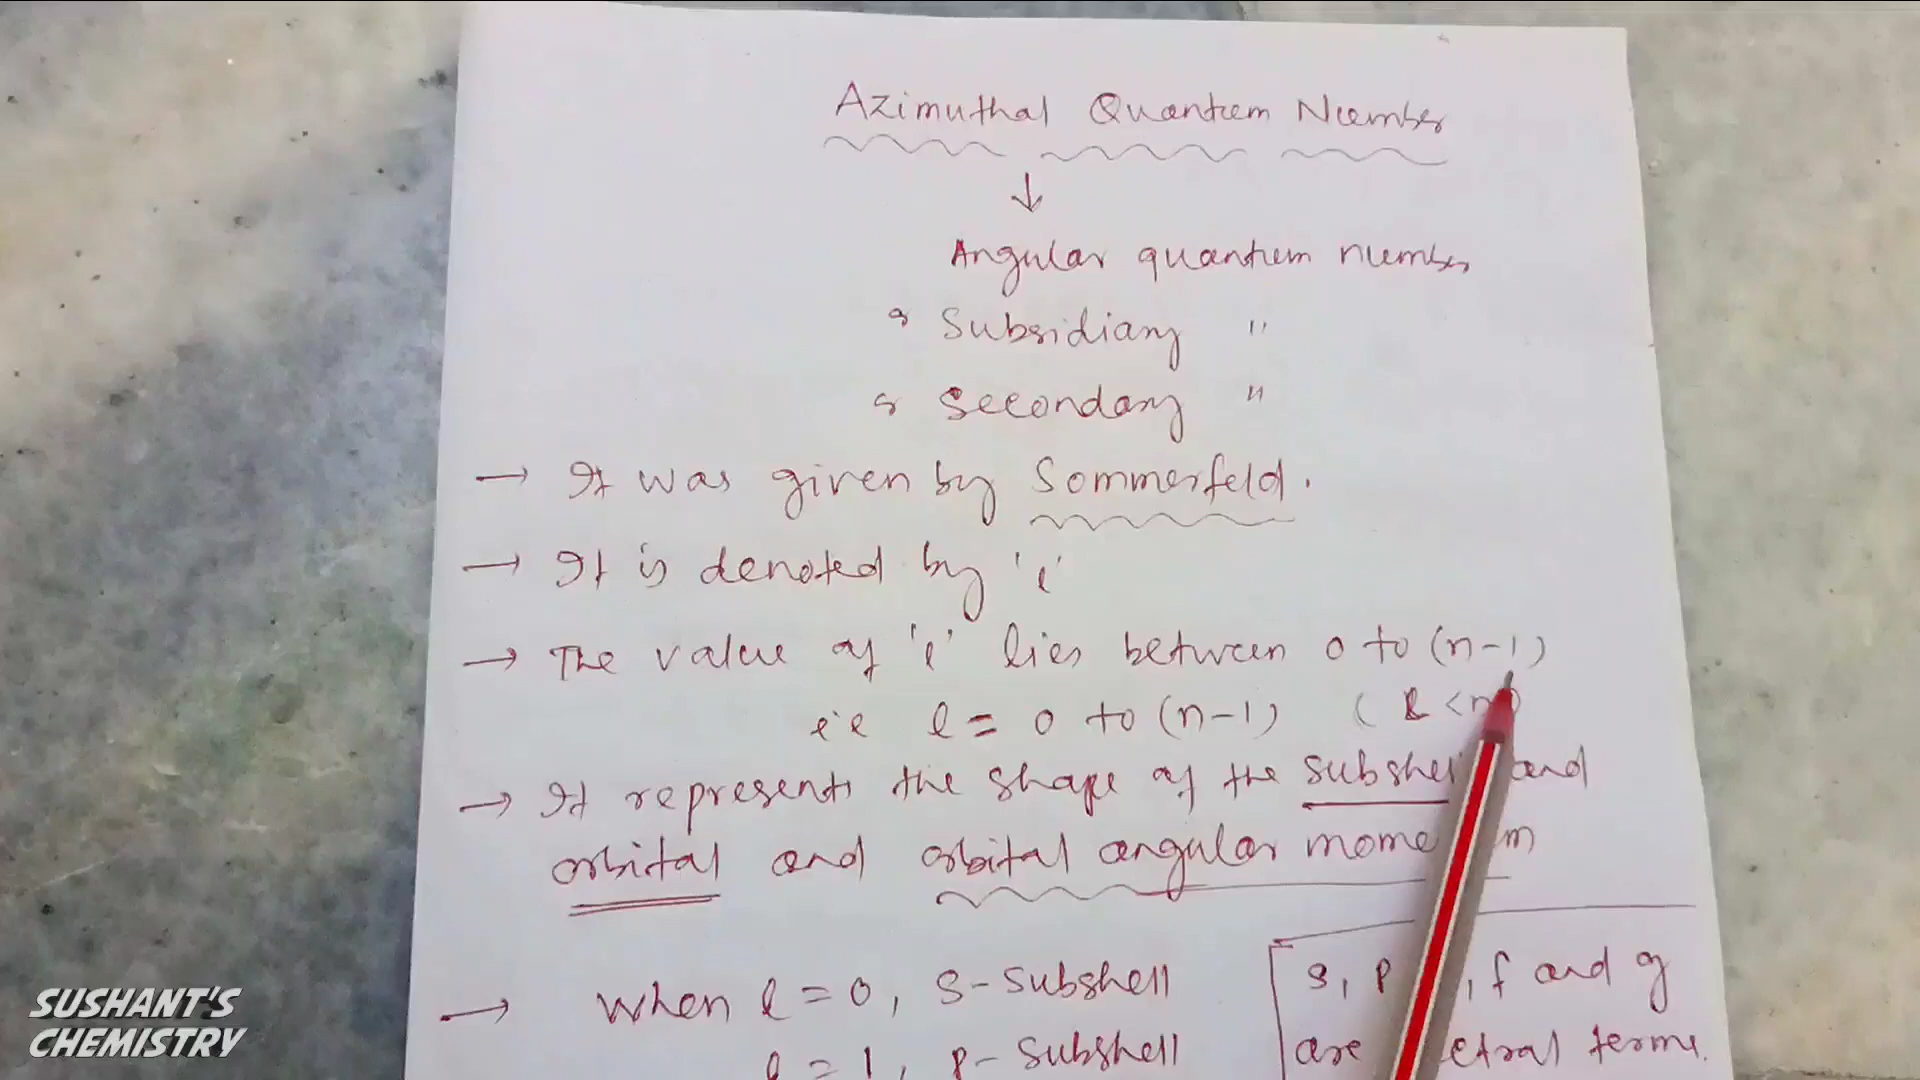 Azimuthal Quantum Number
↓
Angular quantum number
or Subsidiary "
or Secondary "
→ It was given by Sommerfeld.
→ It is denoted by 'l'
→ The value of 'l' lies between 0 to (n-1)
i.e l = 0 to (n-1) (l<n)
→ It represents the shape of the subshell and
orbital and orbital angular momentum
→ When l = 0, s-subshell
l = 1, p-subshell
s, p , f and g
are terms.
SUSHANT'S
CHEMISTRY